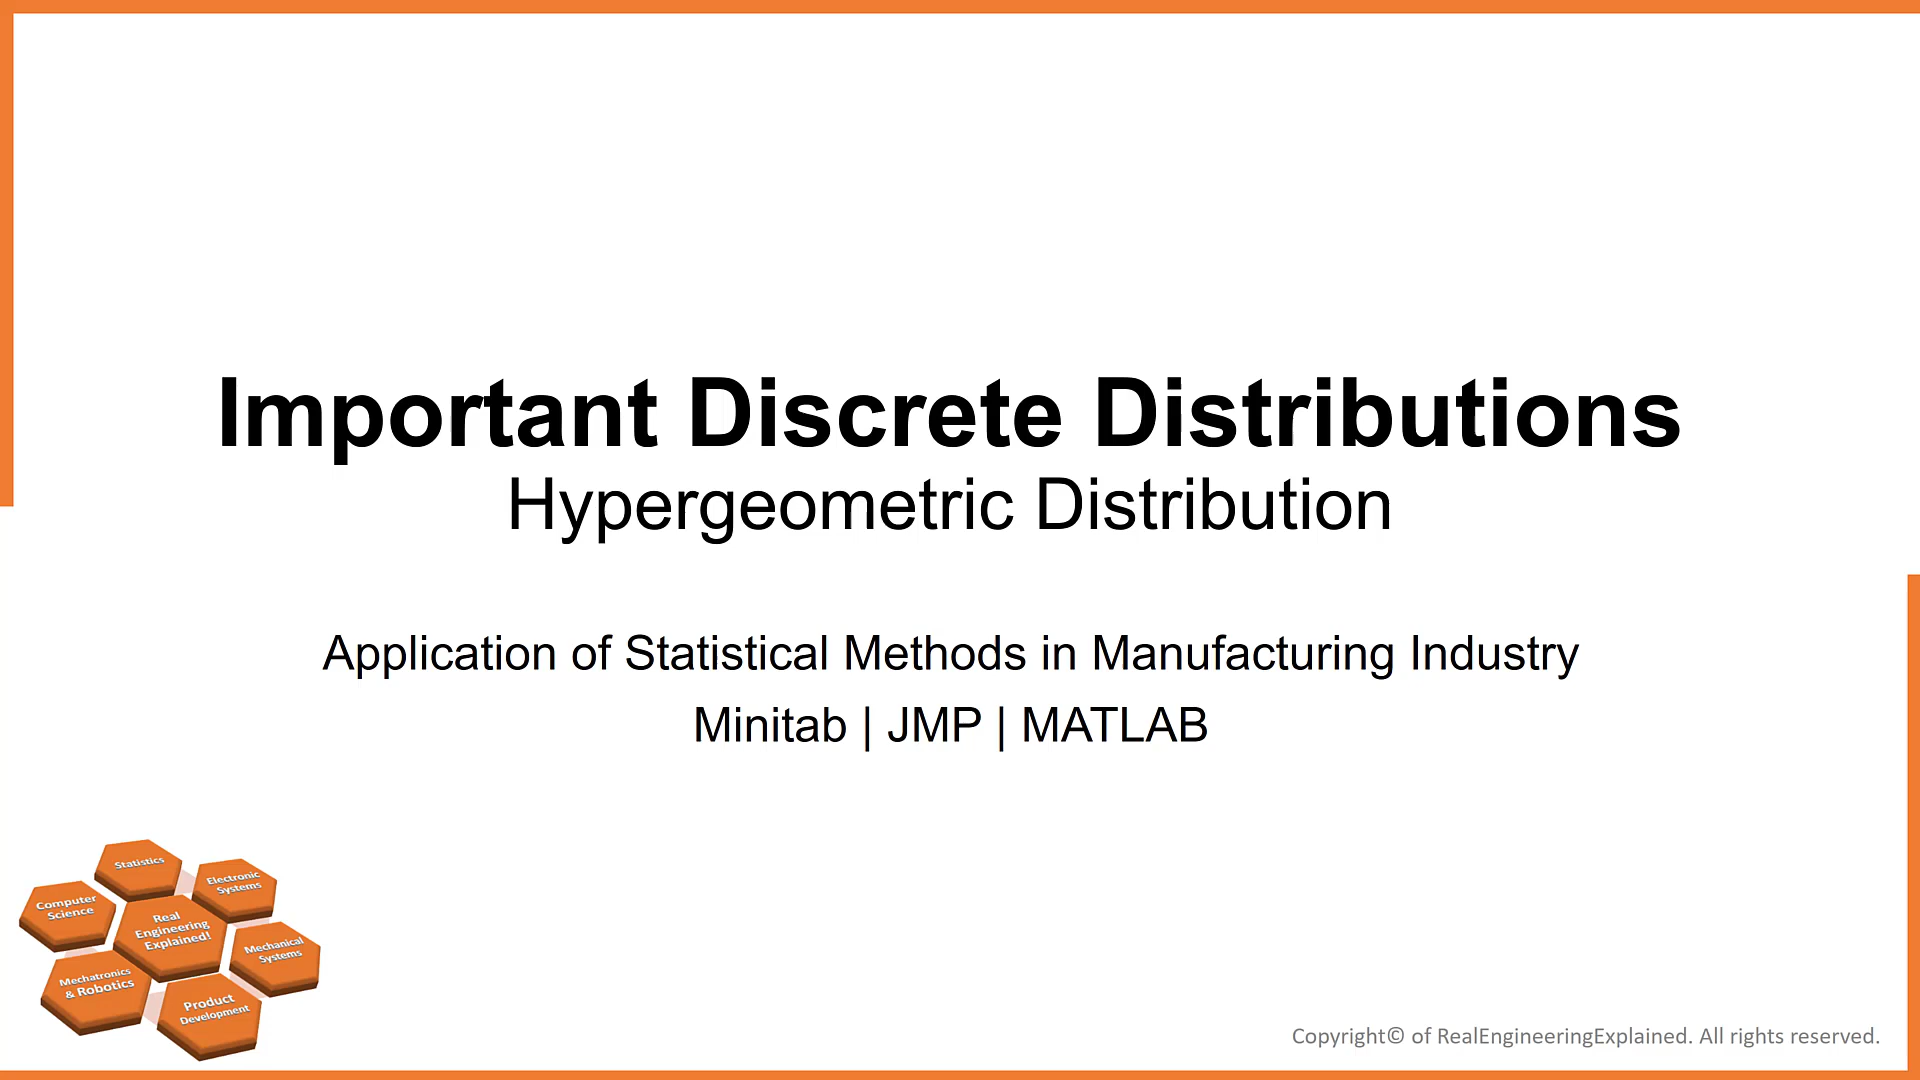 Important Discrete Distributions
Hypergeometric Distribution
Application of Statistical Methods in Manufacturing Industry
Minitab | JMP | MATLAB
Statistics
Electronic
Systems
Computer
Science
Real
Engineering
Explained!
Mechanical
Systems
Mechatronics
& Robotics
Product
Development
Copyright© of RealEngineeringExplained. All rights reserved.